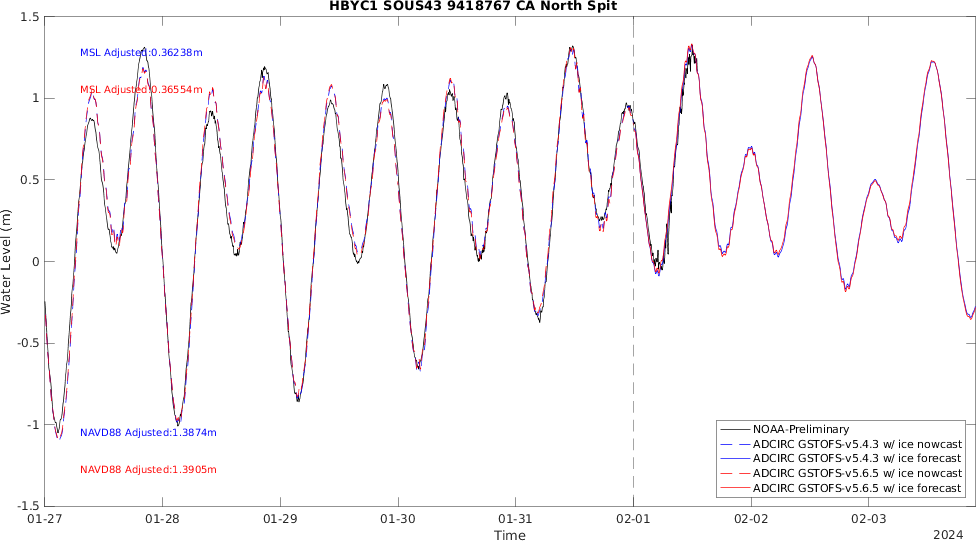 HBYC1 SOUS43 9418767 CA North Spit
1.5
1
0.5
0
-0.5
-1
-1.5
Water Level (m)
MSL Adjusted:0.36238m
MSL Adjusted:0.36554m
NAVD88 Adjusted:1.3874m
NAVD88 Adjusted:1.3905m
NOAA-Preliminary
ADCIRC GSTOFS-v5.4.3 w/ ice nowcast
ADCIRC GSTOFS-v5.4.3 w/ ice forecast
ADCIRC GSTOFS-v5.6.5 w/ ice nowcast
ADCIRC GSTOFS-v5.6.5 w/ ice forecast
01-27 01-28 01-29 01-30 01-31 02-01 02-02 02-03
Time
2024